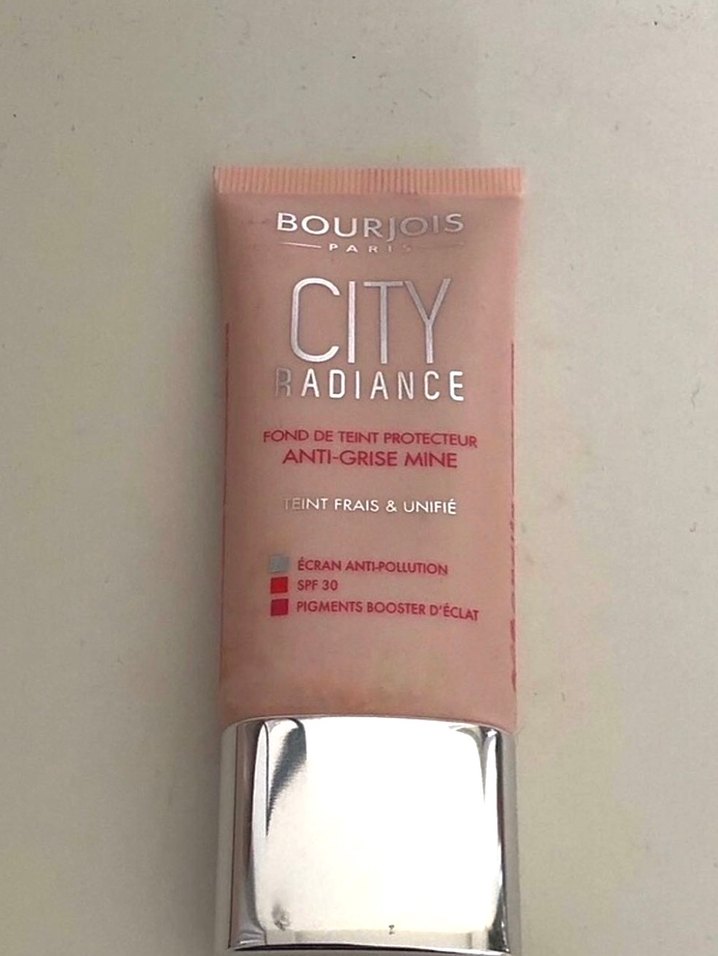 BOURJOIS
PARIS
CITY
RADIANCE
FOND DE TEINT PROTECTEUR
ANTI-GRISE MINE
TEINT FRAIS & UNIFIÉ
ÉCRAN ANTI-POLLUTION
SPF 30
PIGMENTS BOOSTER D'ÉCLAT